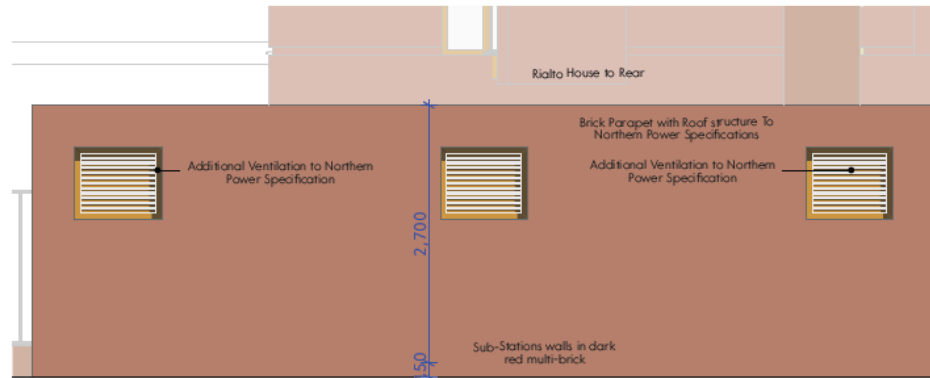 Rialto House to Rear
Brick Parapet with Roof structure To
Northern Power Specifications
Additional Ventilation to Northern
Power Specification
Additional Ventilation to Northern
Power Specification
2,700
Sub-Stations walls in dark
red multi-brick